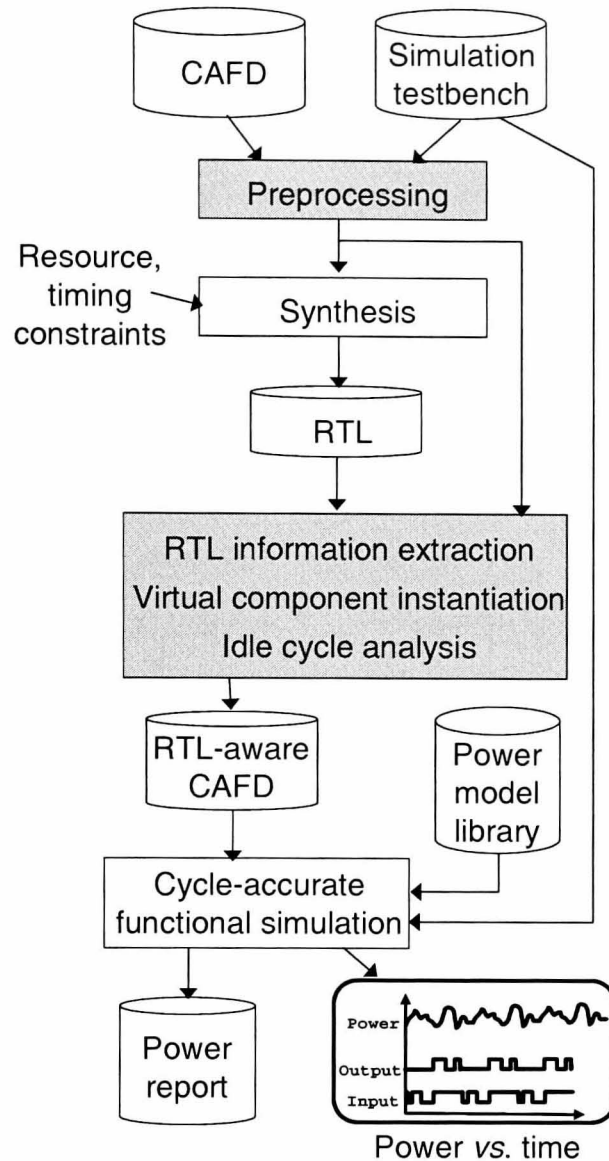 CAFD
Simulation
testbench
Preprocessing
Resource,
timing
constraints
Synthesis
RTL
RTL information extraction
Virtual component instantiation
Idle cycle analysis
RTL-aware
CAFD
Power
model
library
Cycle-accurate
functional simulation
Power
report
Power
Output
Input
Power vs. time